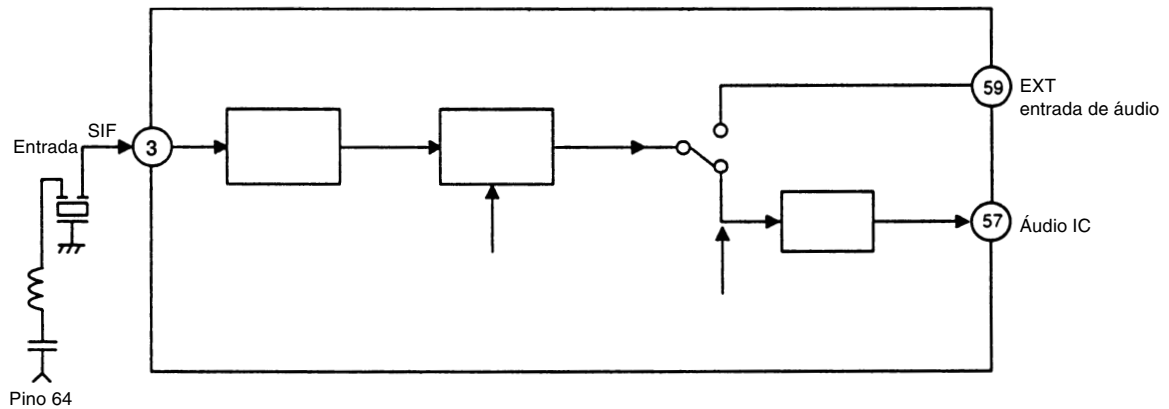 59
EXT
entrada de áudio
SIF
Entrada
3
57
Áudio IC
Pino 64